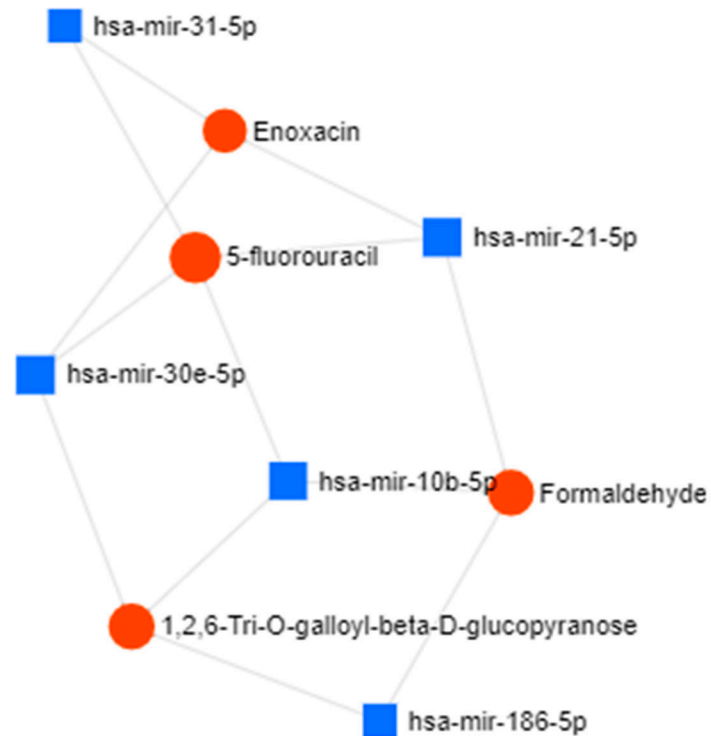 hsa-mir-31-5p
Enoxacin
hsa-mir-21-5p
5-fluorouracil
hsa-mir-30e-5p
hsa-mir-10b-5p
Formaldehyde
1,2,6-Tri-O-galloyl-beta-D-glucopyranose
hsa-mir-186-5p